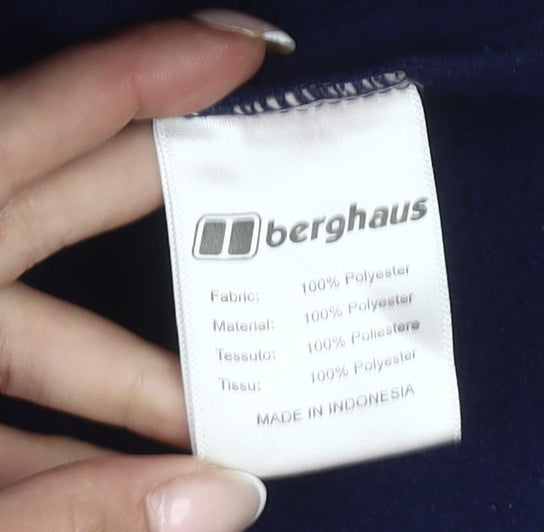 berghaus
Fabric: 100% Polyester
Material: 100% Polyester
Tessuto: 100% Poliestere
Tissu: 100% Polyester
MADE IN INDONESIA